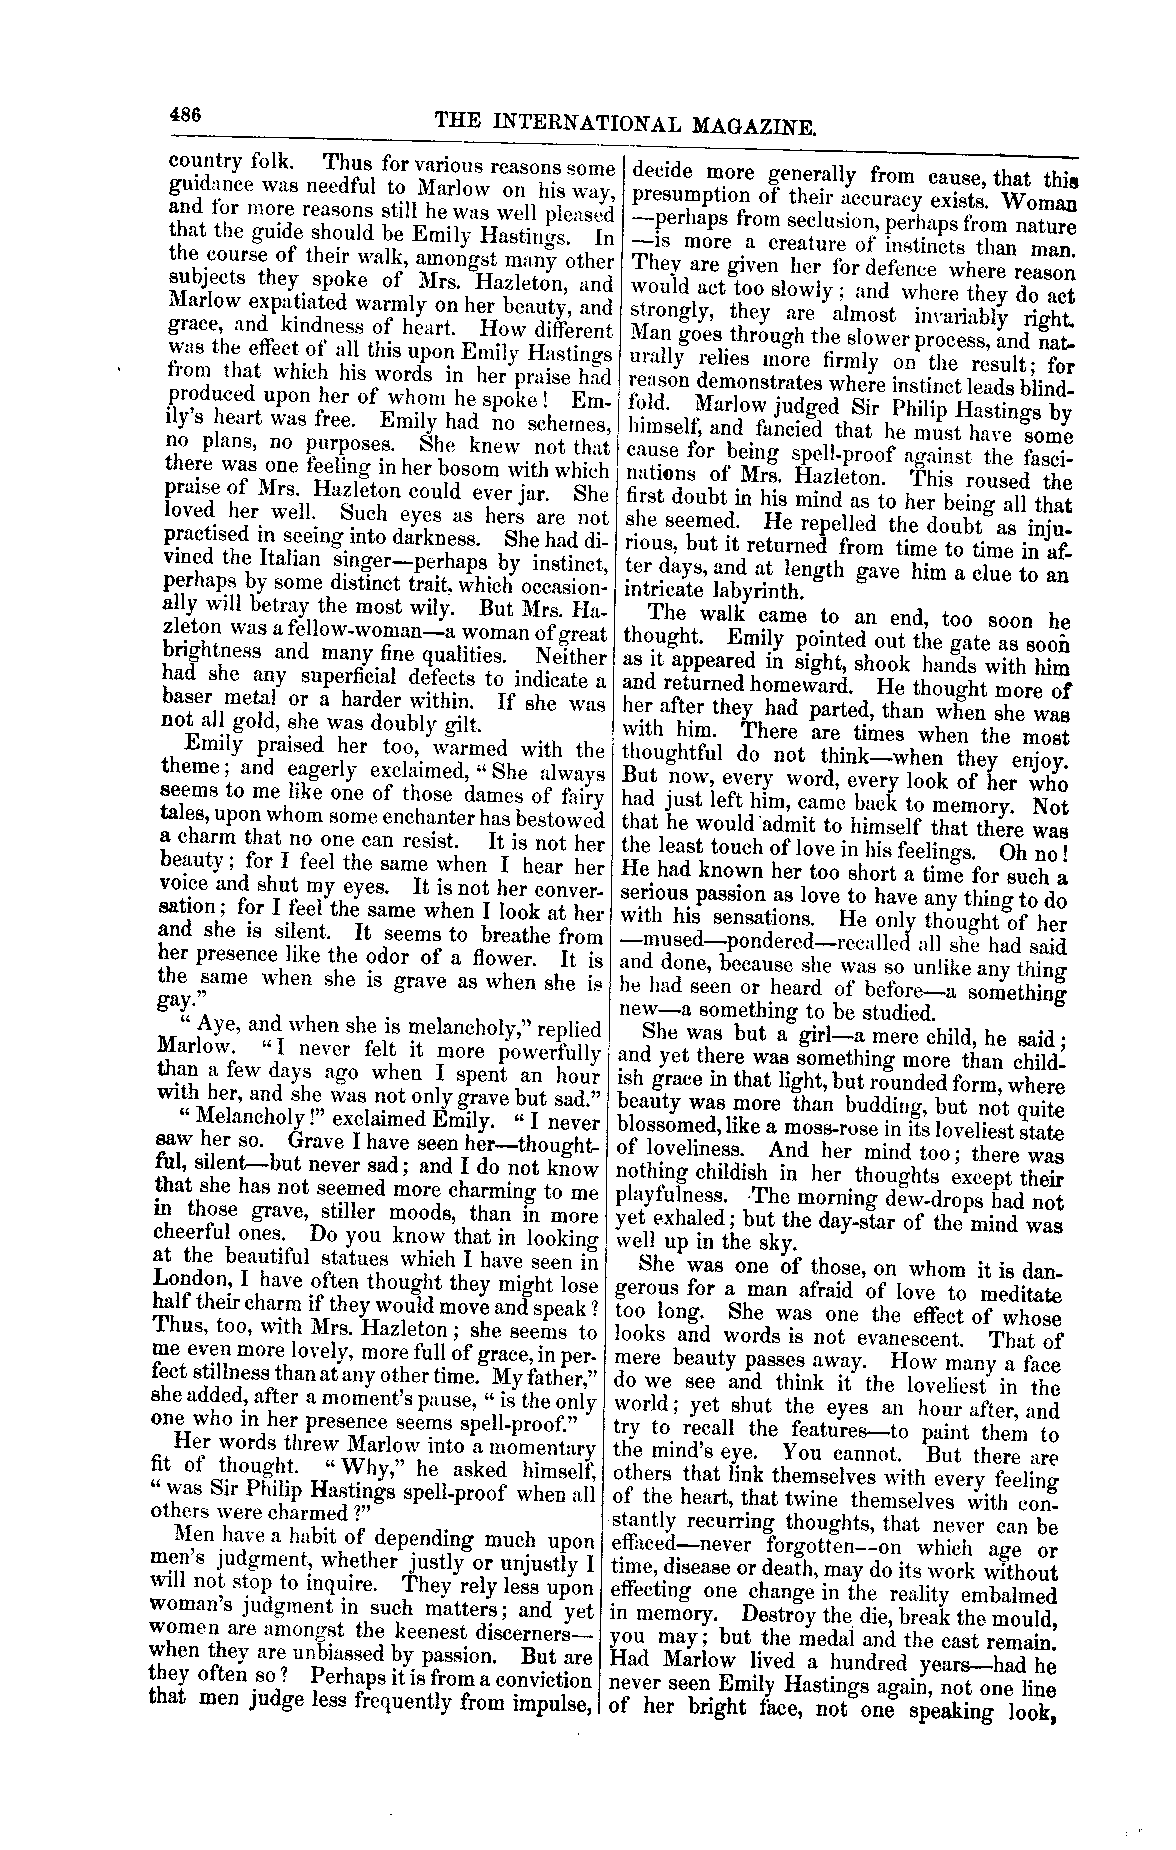 486
THE INTERNATIONAL MAGAZINE.
country folk. Thus for various reasons some
guidance was needful to Marlow on his way,
and for more reasons still he was well pleased
that the guide should be Emily Hastings. In
the course of their walk, amongst many other
subjects they spoke of Mrs. Hazleton, and
Marlow expatiated warmly on her beauty, and
grace, and kindness of heart. How different
was the effect of all this upon Emily Hastings
from that which his words in her praise had
produced upon her of whom he spoke! Em-
ily's heart was free. Emily had no schemes,
no plans, no purposes. She knew not that
there was one feeling in her bosom with which
praise of Mrs. Hazleton could ever jar. She
loved her well. Such eyes as hers are not
practised in seeing into darkness. She had di-
vined the Italian singer—perhaps by instinct,
perhaps by some distinct trait, which occasion-
ally will betray the most wily. But Mrs. Ha-
zleton was a fellow-woman—a woman of great
brightness and many fine qualities. Neither
had she any superficial defects to indicate a
baser metal or a harder within. If she was
not all gold, she was doubly gilt.
Emily praised her too, warmed with the
theme; and eagerly exclaimed, "She always
seems to me like one of those dames of fairy
tales, upon whom some enchanter has bestowed
a charm that no one can resist. It is not her
beauty; for I feel the same when I hear her
voice and shut my eyes. It is not her conver-
sation; for I feel the same when I look at her
and she is silent. It seems to breathe from
her presence like the odor of a flower. It is
the same when she is grave as when she is
gay."
"Aye, and when she is melancholy," replied
Marlow. "I never felt it more powerfully
than a few days ago when I spent an hour
with her, and she was not only grave but sad."
"Melancholy!" exclaimed Emily. "I never
saw her so. Grave I have seen her—thought-
ful, silent—but never sad; and I do not know
that she has not seemed more charming to me
in those grave, stiller moods, than in more
cheerful ones. Do you know that in looking
at the beautiful statues which I have seen in
London, I have often thought they might lose
half their charm if they would move and speak?
Thus, too, with Mrs. Hazleton; she seems to
me even more lovely, more full of grace, in per-
fect stillness than at any other time. My father,"
she added, after a moment's pause, "is the only
one who in her presence seems spell-proof."
Her words threw Marlow into a momentary
fit of thought. "Why," he asked himself,
"was Sir Philip Hastings spell-proof when all
others were charmed?"
Men have a habit of depending much upon
men's judgment, whether justly or unjustly I
will not stop to inquire. They rely less upon
woman's judgment in such matters; and yet
women are amongst the keenest discerners—
when they are unbiassed by passion. But are
they often so? Perhaps it is from a conviction
that men judge less frequently from impulse,
decide more generally from cause, that this
presumption of their accuracy exists. Woman
—perhaps from seclusion, perhaps from nature
—is more a creature of instincts than man.
They are given her for defence where reason
would act too slowly; and where they do act
strongly, they are almost invariably right.
Man goes through the slower process, and nat-
urally relies more firmly on the result; for
reason demonstrates where instinct leads blind-
fold. Marlow judged Sir Philip Hastings by
himself, and fancied that he must have some
cause for being spell-proof against the fasci-
nations of Mrs. Hazleton. This roused the
first doubt in his mind as to her being all that
she seemed. He repelled the doubt as inju-
rious, but it returned from time to time in af-
ter days, and at length gave him a clue to an
intricate labyrinth.
The walk came to an end, too soon he
thought. Emily pointed out the gate as soon
as it appeared in sight, shook hands with him
and returned homeward. He thought more of
her after they had parted, than when she was
with him. There are times when the most
thoughtful do not think—when they enjoy.
But now, every word, every look of her who
had just left him, came back to memory. Not
that he would admit to himself that there was
the least touch of love in his feelings. Oh no!
He had known her too short a time for such a
serious passion as love to have any thing to do
with his sensations. He only thought of her
—mused—pondered—recalled all she had said
and done, because she was so unlike any thing
he had seen or heard of before—a something
new—a something to be studied.
She was but a girl—a mere child, he said;
and yet there was something more than child-
ish grace in that light, but rounded form, where
beauty was more than budding, but not quite
blossomed, like a moss-rose in its loveliest state
of loveliness. And her mind too; there was
nothing childish in her thoughts except their
playfulness. The morning dew-drops had not
yet exhaled; but the day-star of the mind was
well up in the sky.
She was one of those, on whom it is dan-
gerous for a man afraid of love to meditate
too long. She was one the effect of whose
looks and words is not evanescent. That of
mere beauty passes away. How many a face
do we see and think it the loveliest in the
world; yet shut the eyes an hour after, and
try to recall the features—to paint them to
the mind's eye. You cannot. But there are
others that link themselves with every feeling
of the heart, that twine themselves with con-
stantly recurring thoughts, that never can be
effaced—never forgotten--on which age or
time, disease or death, may do its work without
effecting one change in the reality embalmed
in memory. Destroy the die, break the mould,
you may; but the medal and the cast remain.
Had Marlow lived a hundred years—had he
never seen Emily Hastings again, not one line
of her bright face, not one speaking look,